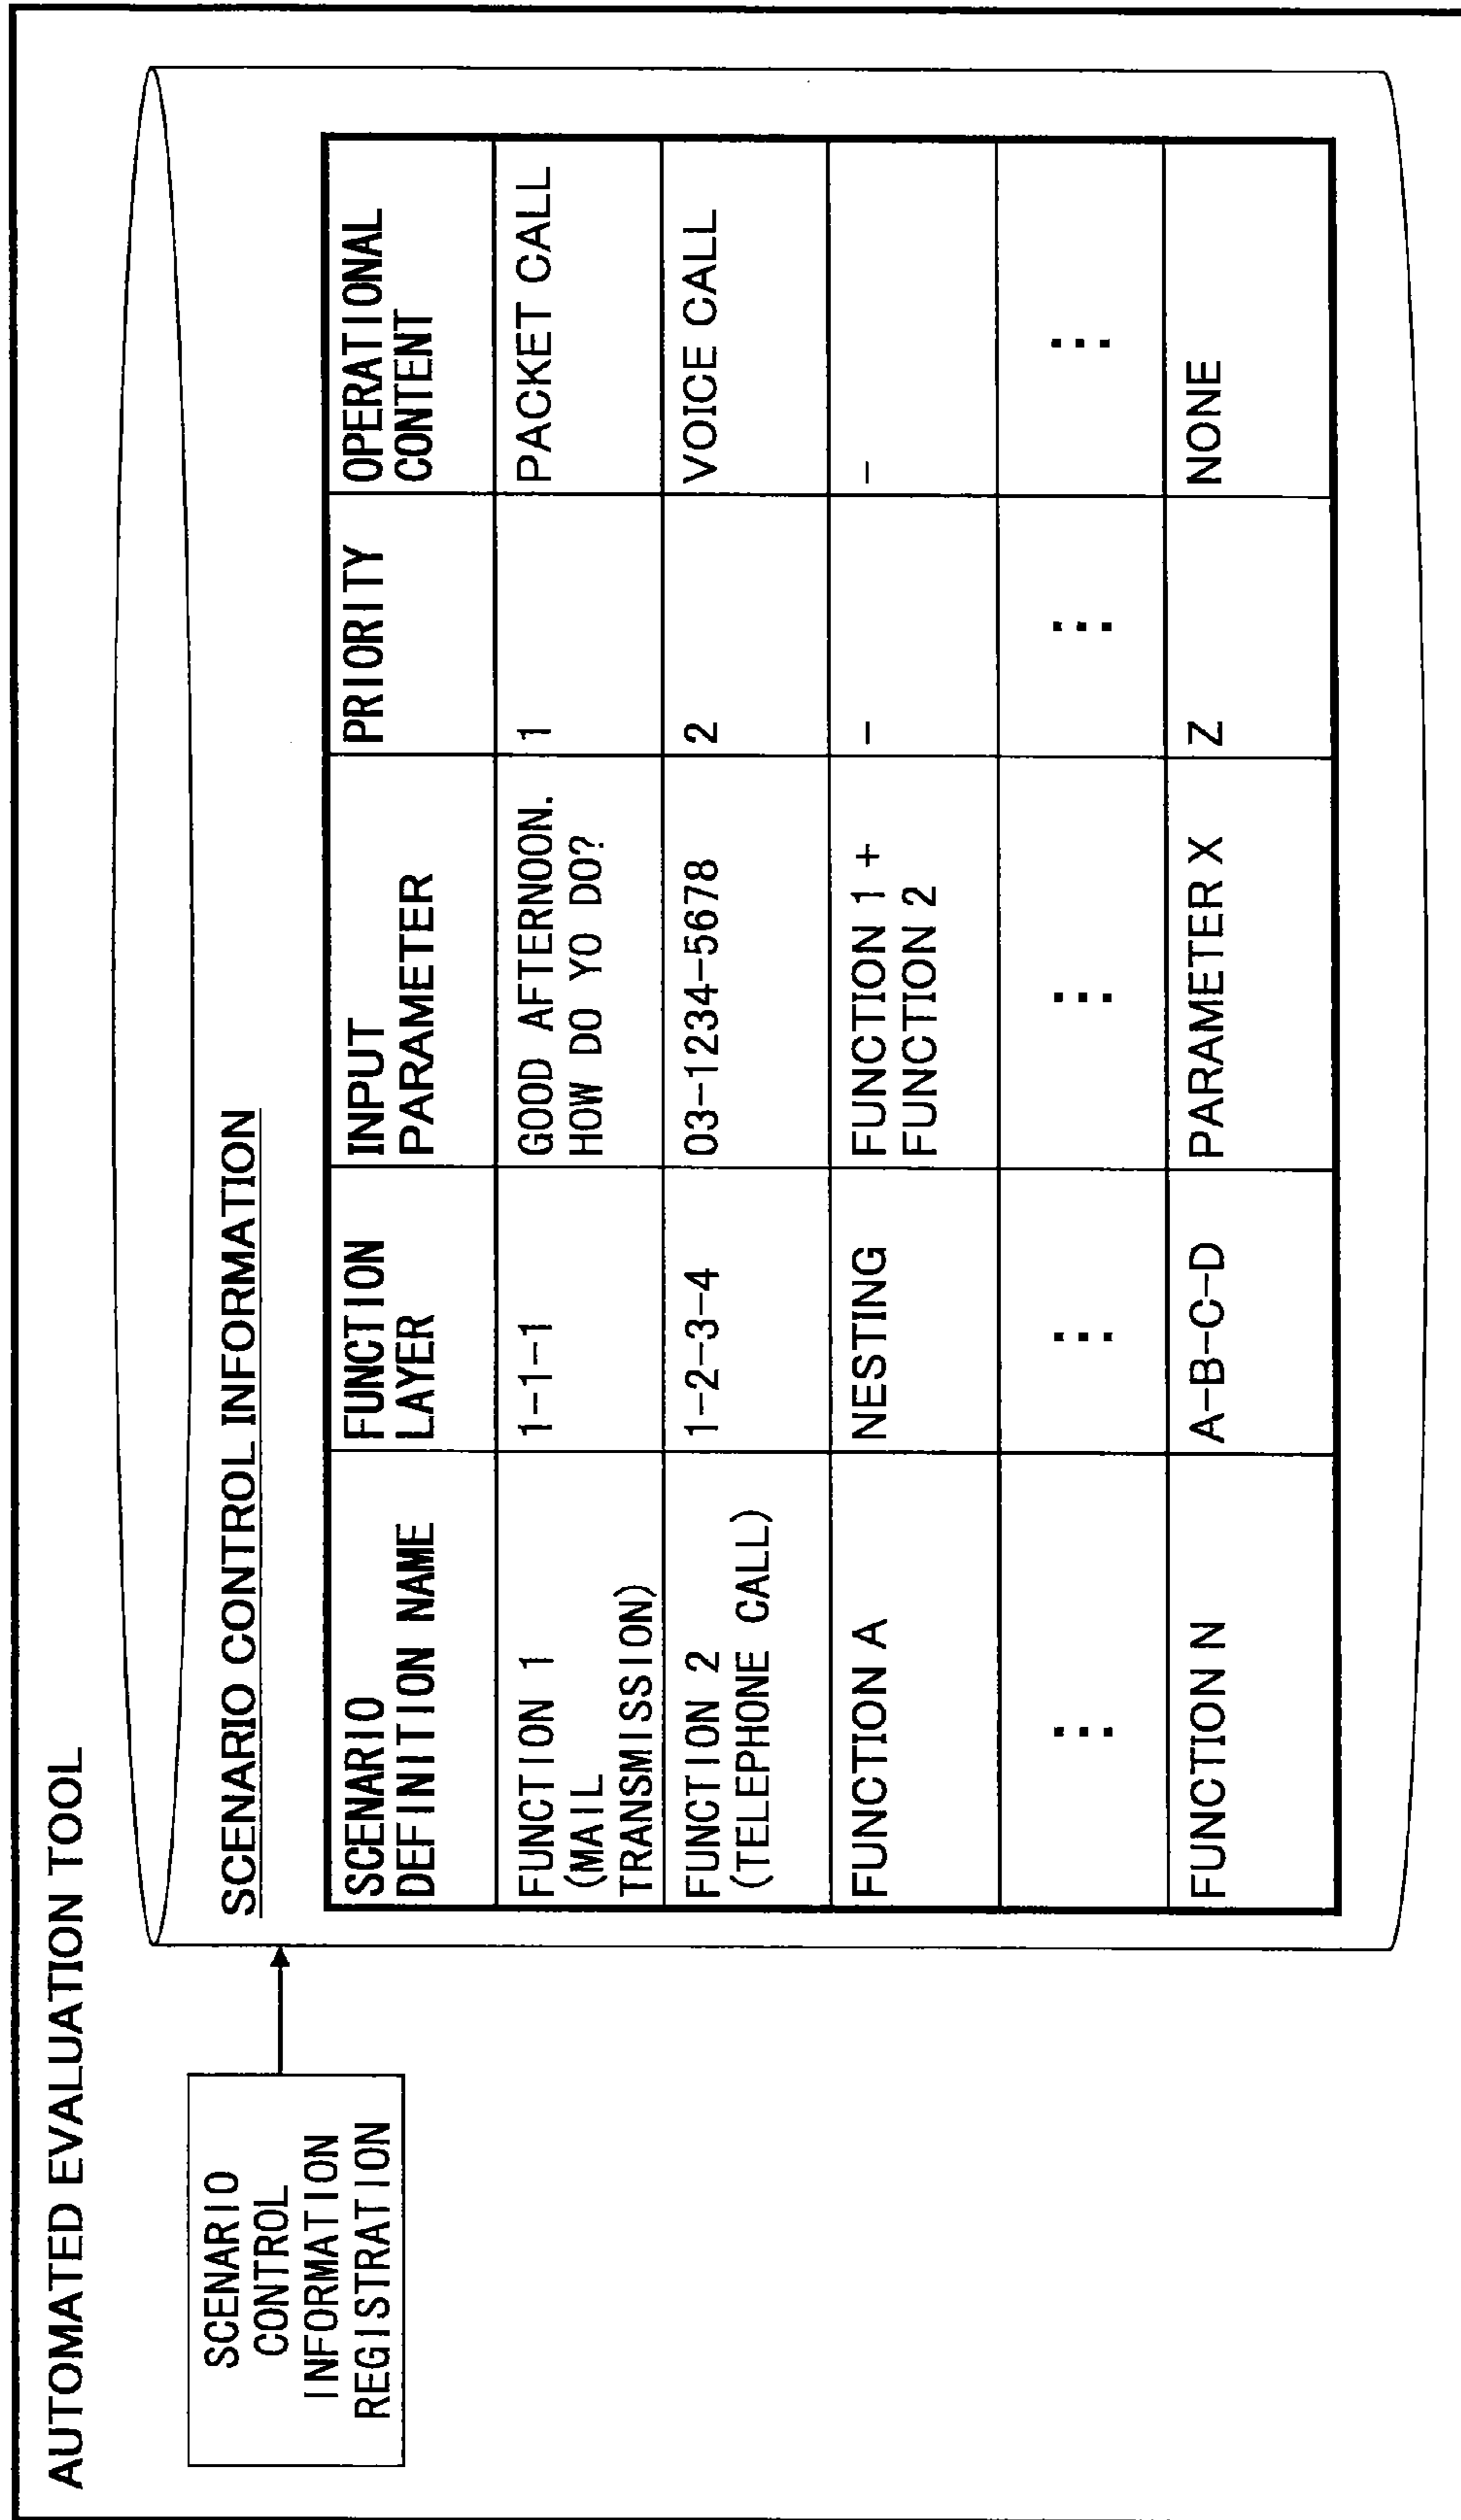 AUTOMATED EVALUATION TOOL
SCENARIO
CONTROL
INFORMATION
REGISTRATION
SCENARIO CONTROL INFORMATION
SCENARIO
DEFINITION NAME
FUNCTION
LAYER
INPUT
PARAMETER
PRIORITY
OPERATIONAL
CONTENT
FUNCTION 1
(MAIL
TRANSMISSION)
1-1-1
GOOD AFTERNOON.
HOW DO YO DO?
1
PACKET CALL
FUNCTION 2
(TELEPHONE CALL)
1-2-3-4
03-1234-5678
2
VOICE CALL
FUNCTION A
NESTING
FUNCTION 1 +
FUNCTION 2
-
-
⋮
⋮
⋮
⋮
⋮
FUNCTION N
A-B-C-D
PARAMETER X
Z
NONE